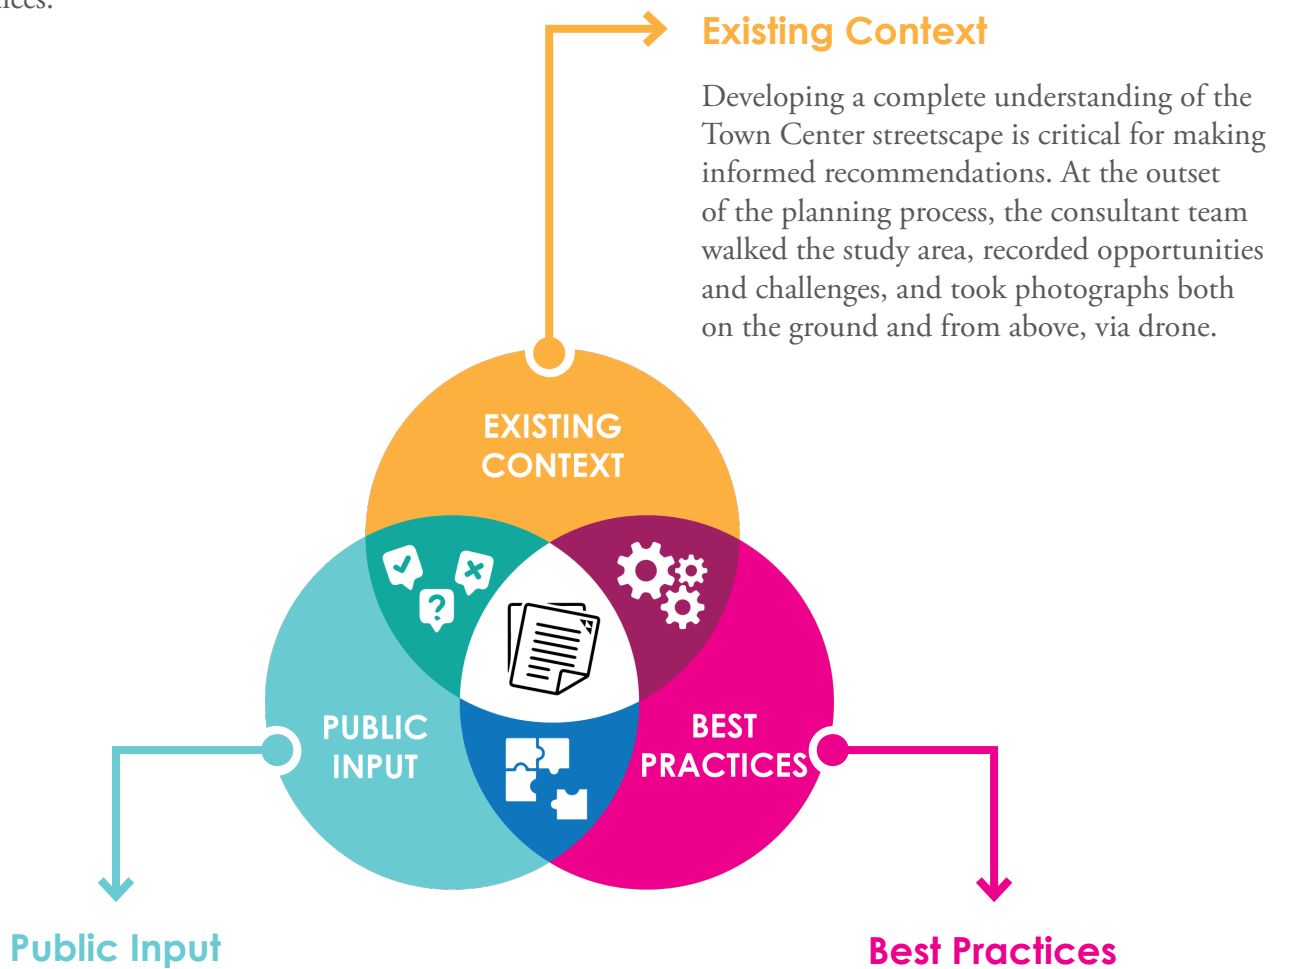 Existing Context
Developing a complete understanding of the
Town Center streetscape is critical for making
informed recommendations. At the outset
of the planning process, the consultant team
walked the study area, recorded opportunities
and challenges, and took photographs both
on the ground and from above, via drone.
EXISTING
CONTEXT
?
PUBLIC
INPUT
BEST
PRACTICES
Public Input
Best Practices